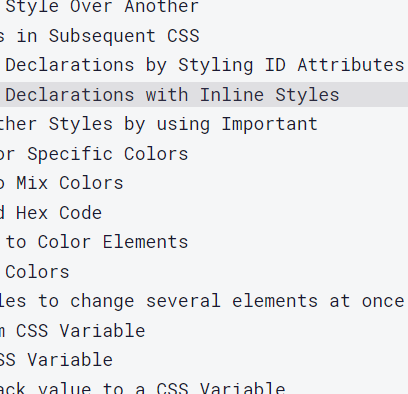 Style Over Another
s in Subsequent CSS
Declarations by Styling ID Attributes
Declarations with Inline Styles
ther Styles by using Important
or Specific Colors
o Mix Colors
d Hex Code
to Color Elements
Colors
les to change several elements at once
m CSS Variable
SS Variable
ack value to a CSS Variable